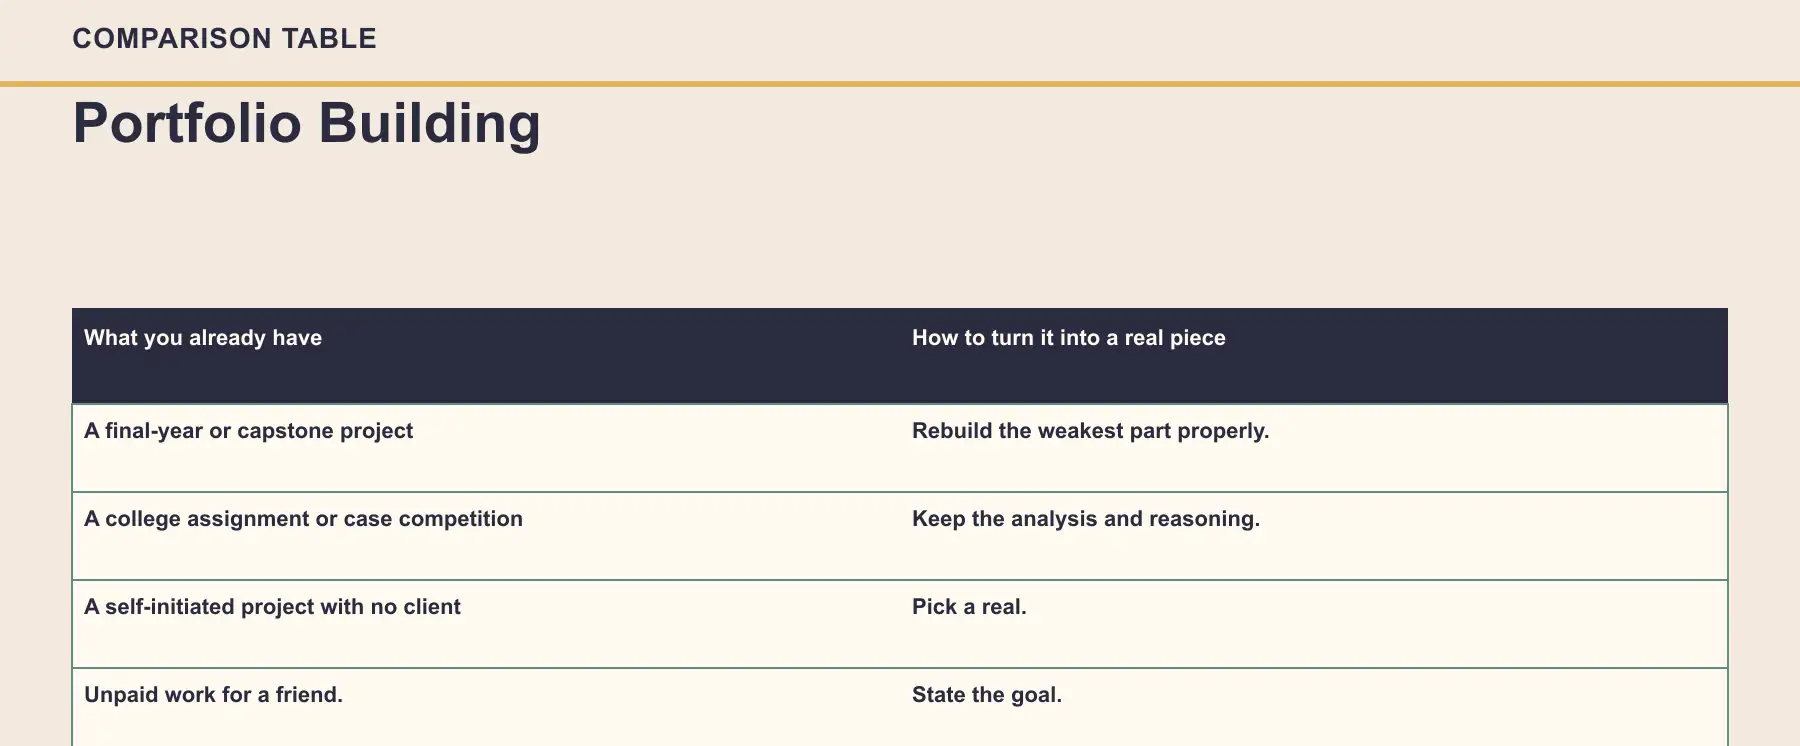 COMPARISON TABLE
Portfolio Building
What you already have
How to turn it into a real piece
A final-year or capstone project
Rebuild the weakest part properly.
A college assignment or case competition
Keep the analysis and reasoning.
A self-initiated project with no client
Pick a real.
Unpaid work for a friend.
State the goal.